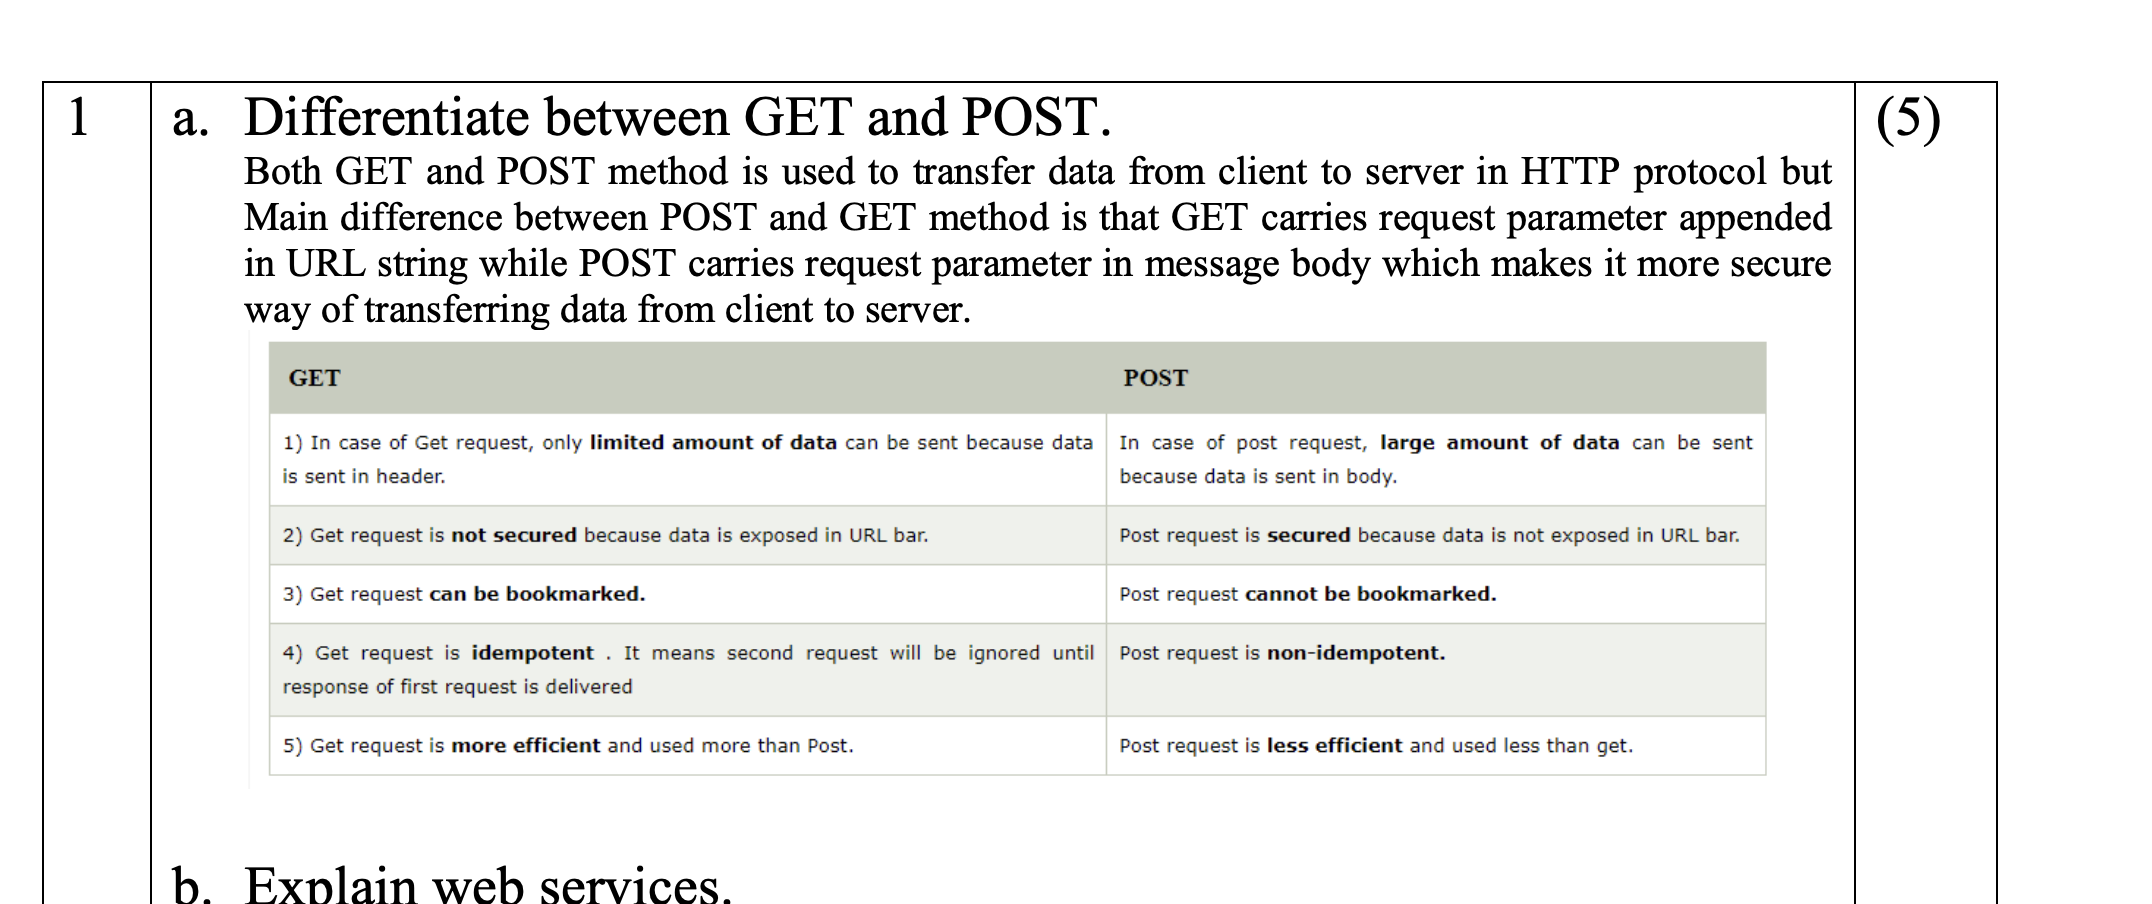 1
a. Differentiate between GET and POST.
(5)
Both GET and POST method is used to transfer data from client to server in HTTP protocol but
Main difference between POST and GET method is that GET carries request parameter appended
in URL string while POST carries request parameter in message body which makes it more secure
way of transferring data from client to server.
GET
POST
1) In case of Get request, only limited amount of data can be sent because data
is sent in header.
In case of post request, large amount of data can be sent
because data is sent in body.
2) Get request is not secured because data is exposed in URL bar.
Post request is secured because data is not exposed in URL bar.
3) Get request can be bookmarked.
Post request cannot be bookmarked.
4) Get request is idempotent . It means second request will be ignored until
response of first request is delivered
Post request is non-idempotent.
5) Get request is more efficient and used more than Post.
Post request is less efficient and used less than get.
b. Explain web services.